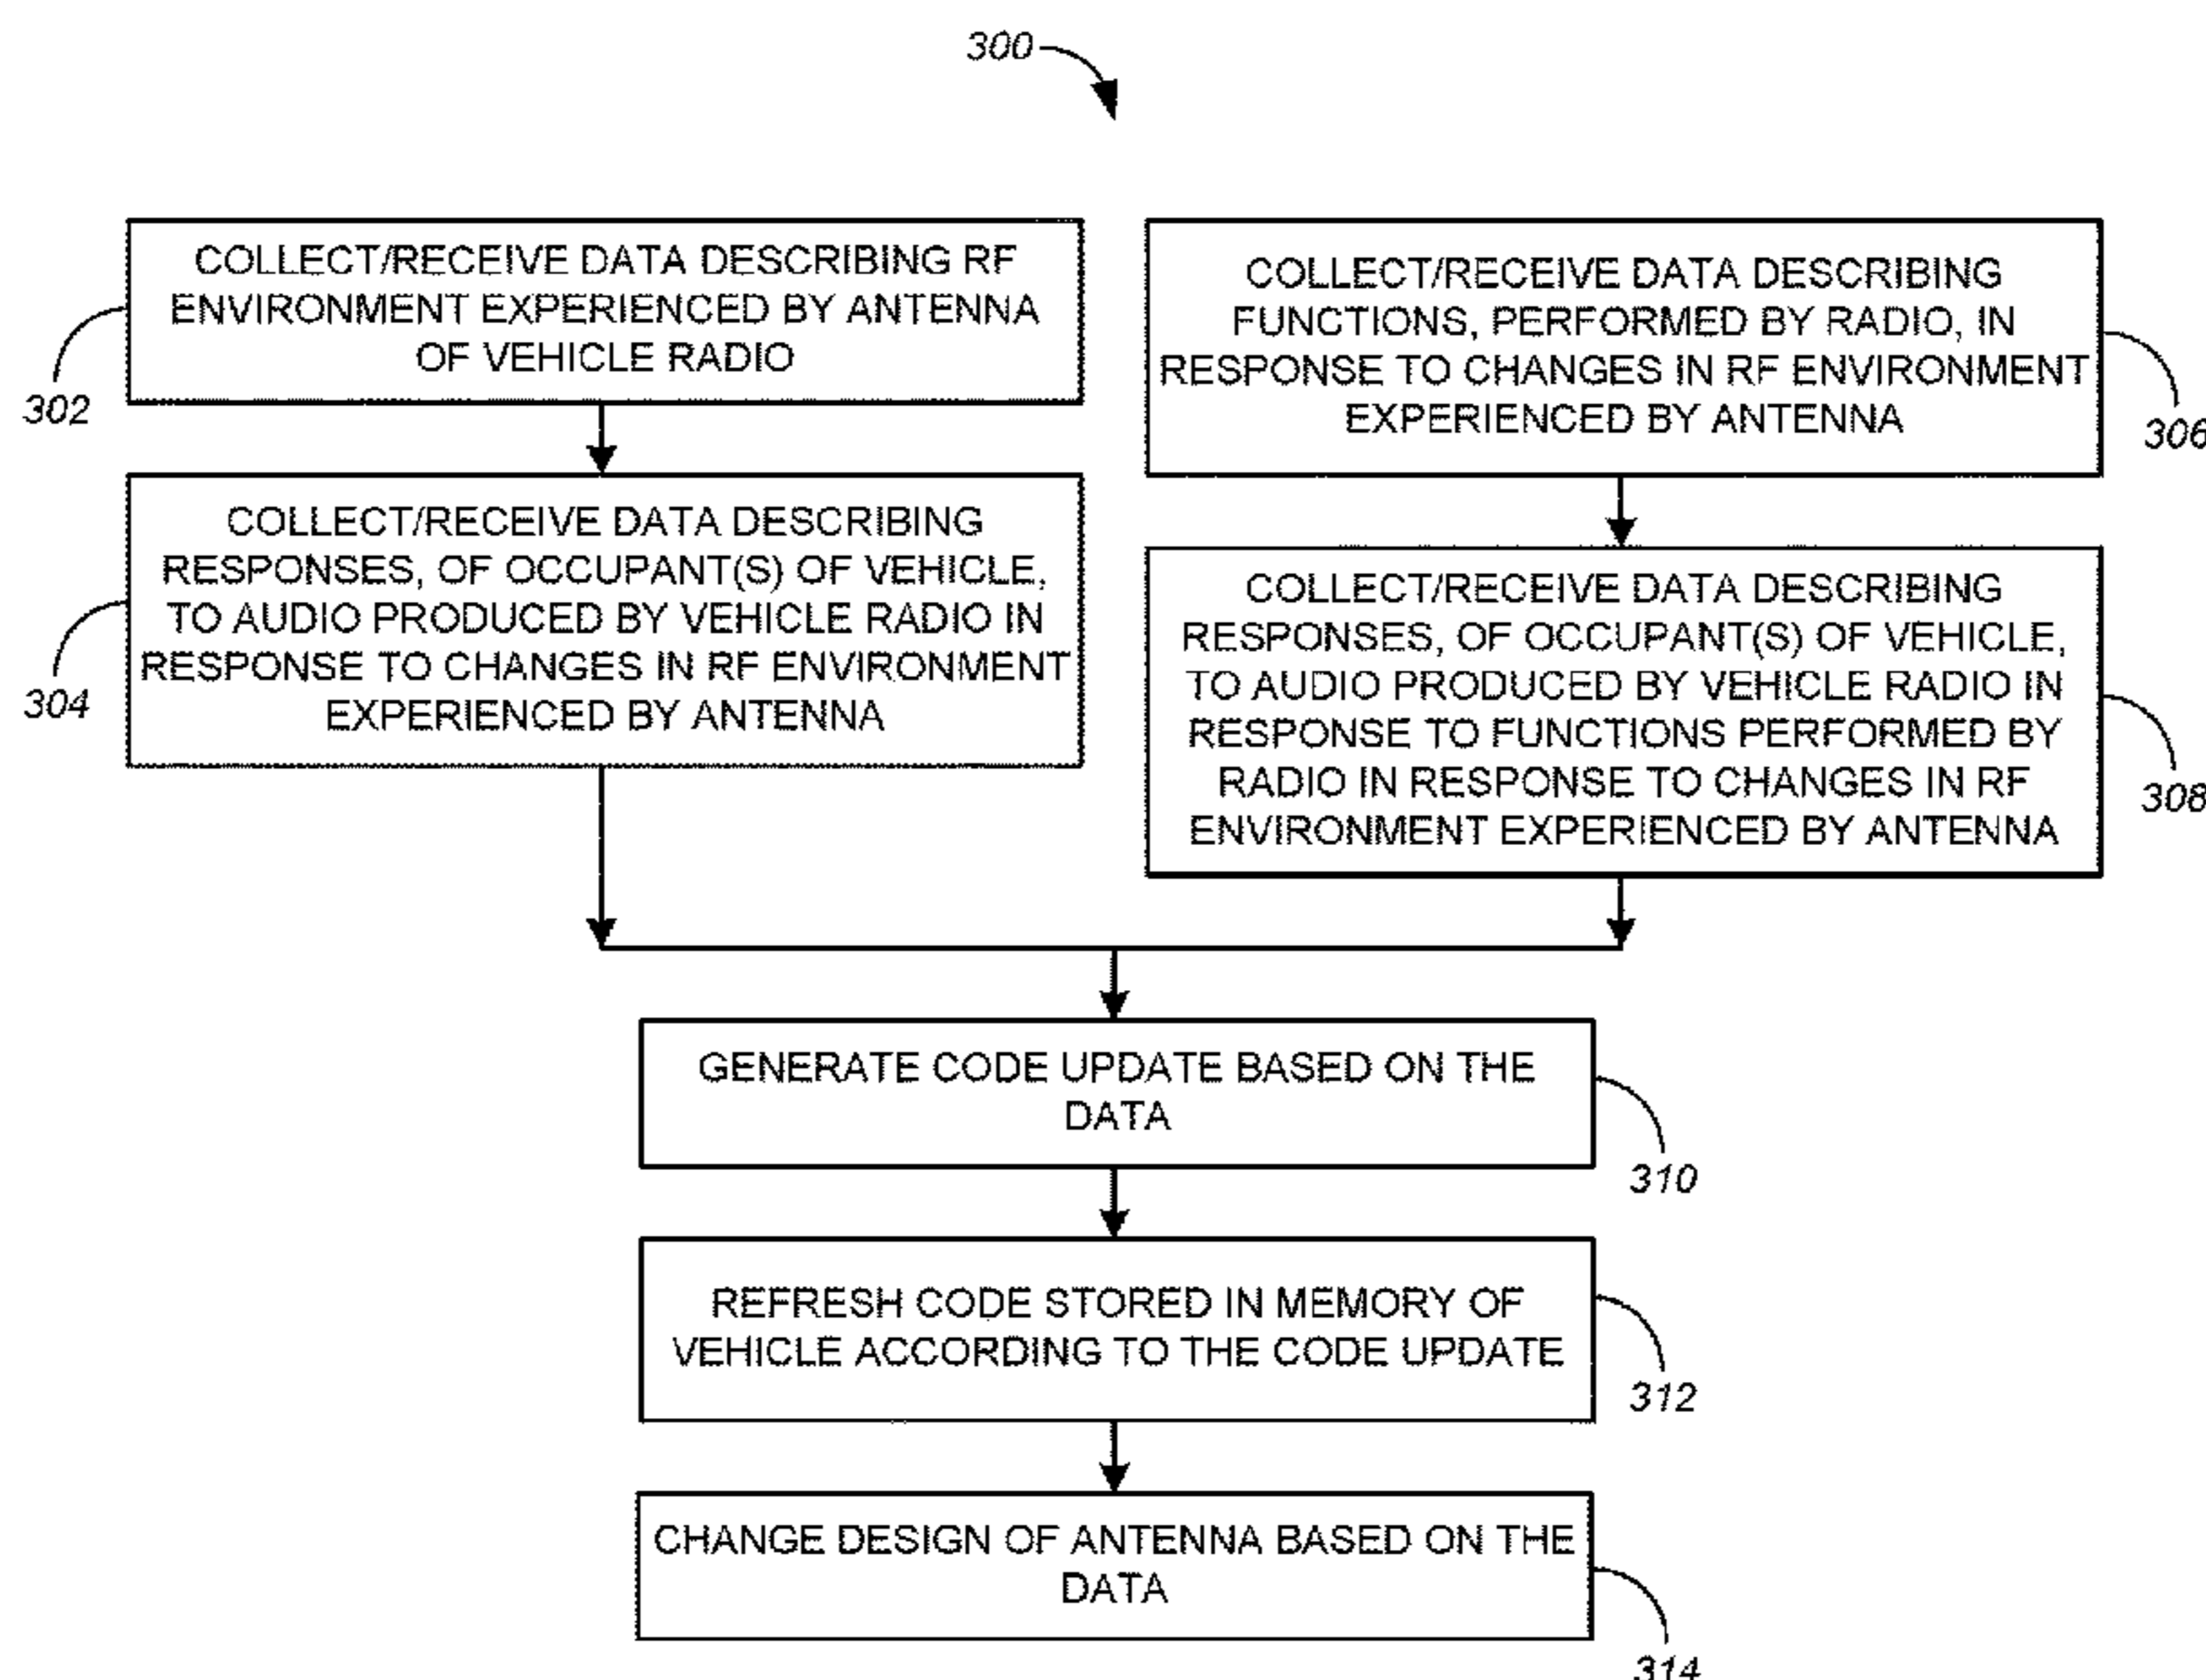 300
COLLECT/RECEIVE DATA DESCRIBING RF
ENVIRONMENT EXPERIENCED BY ANTENNA
OF VEHICLE RADIO
302
COLLECT/RECEIVE DATA DESCRIBING
RESPONSES, OF OCCUPANT(S) OF VEHICLE,
TO AUDIO PRODUCED BY VEHICLE RADIO IN
RESPONSE TO CHANGES IN RF ENVIRONMENT
EXPERIENCED BY ANTENNA
304
COLLECT/RECEIVE DATA DESCRIBING
FUNCTIONS, PERFORMED BY RADIO, IN
RESPONSE TO CHANGES IN RF ENVIRONMENT
EXPERIENCED BY ANTENNA
306
COLLECT/RECEIVE DATA DESCRIBING
RESPONSES, OF OCCUPANT(S) OF VEHICLE,
TO AUDIO PRODUCED BY VEHICLE RADIO IN
RESPONSE TO FUNCTIONS PERFORMED BY
RADIO IN RESPONSE TO CHANGES IN RF
ENVIRONMENT EXPERIENCED BY ANTENNA
308
GENERATE CODE UPDATE BASED ON THE
DATA
310
REFRESH CODE STORED IN MEMORY OF
VEHICLE ACCORDING TO THE CODE UPDATE
312
CHANGE DESIGN OF ANTENNA BASED ON THE
DATA
314